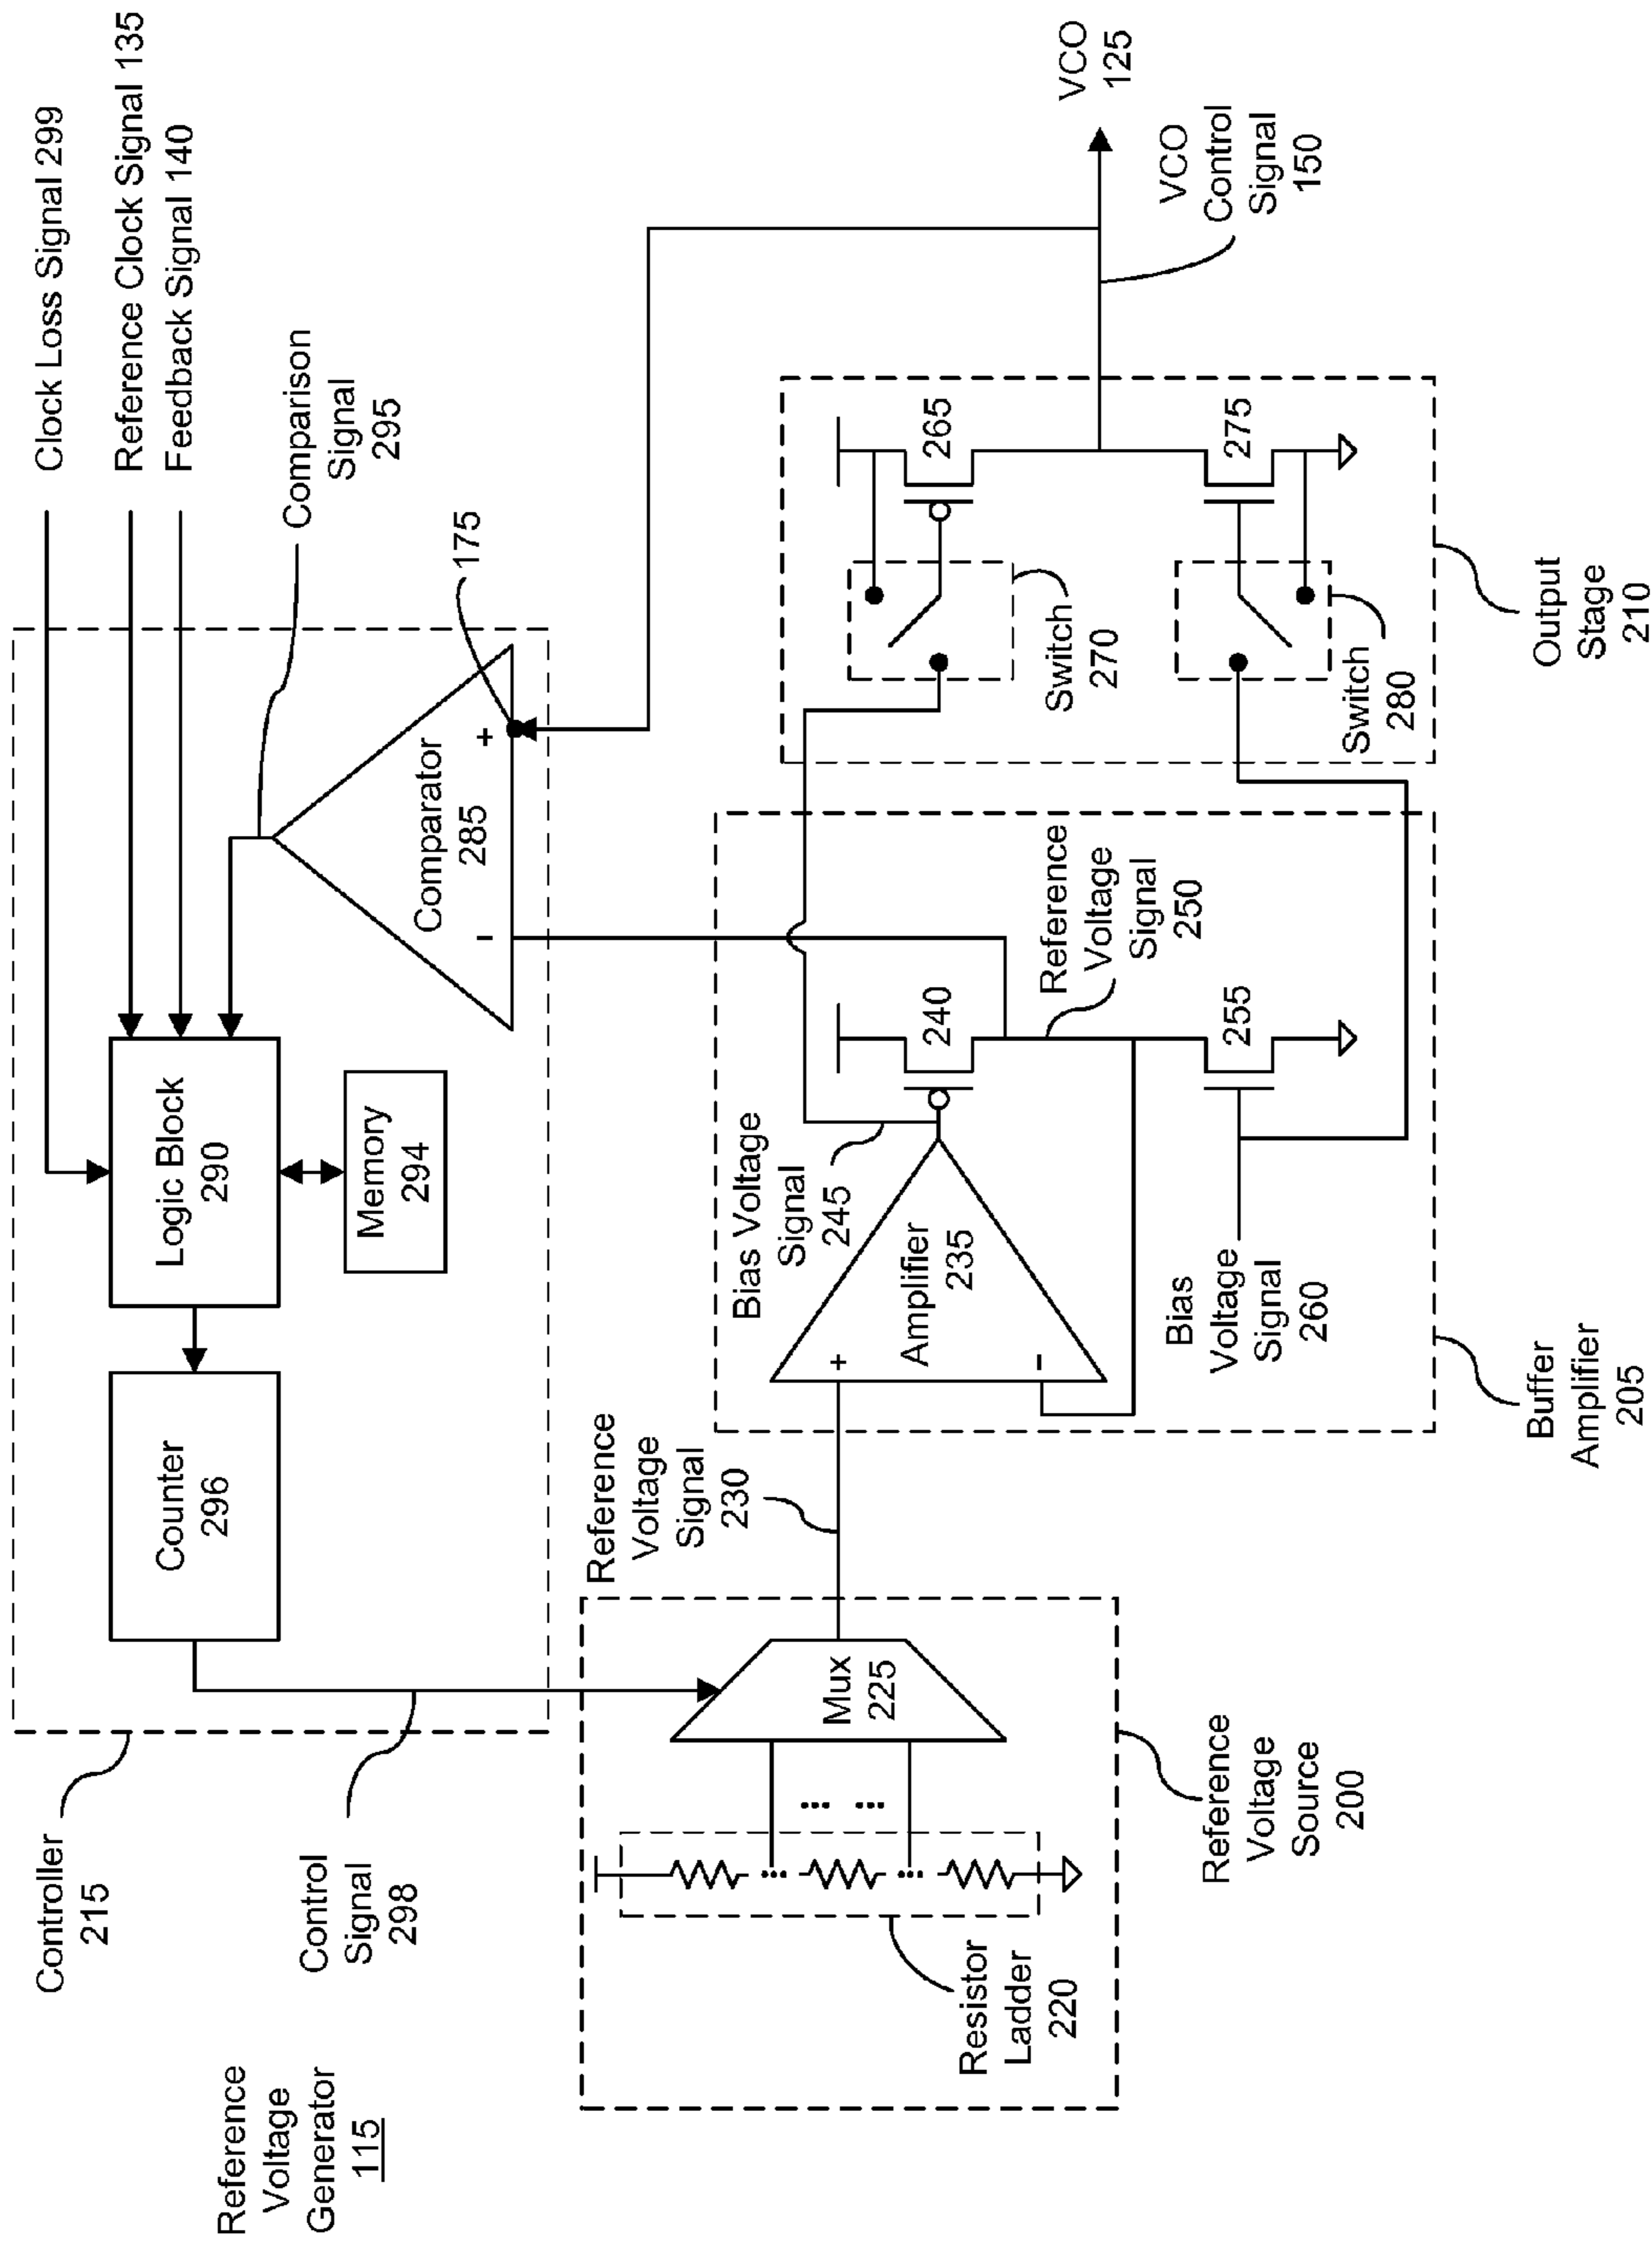 Reference
Voltage
Generator
115
Controller
215
Control
Signal
298
Counter
296
Logic Block
290
Memory
294
Clock Loss Signal 299
Reference Clock Signal 135
Feedback Signal 140
Comparison
Signal
295
Comparator
285
-
+
175
Resistor
Ladder
220
...
...
...
...
Mux
225
Reference
Voltage
Source
200
Reference
Voltage
Signal
230
Bias Voltage
Signal
245
+
-
Amplifier
235
240
Reference
Voltage
Signal
250
255
Bias
Voltage
Signal
260
Buffer
Amplifier
205
Switch
270
265
Switch
280
275
Output
Stage
210
VCO
125
VCO
Control
Signal
150